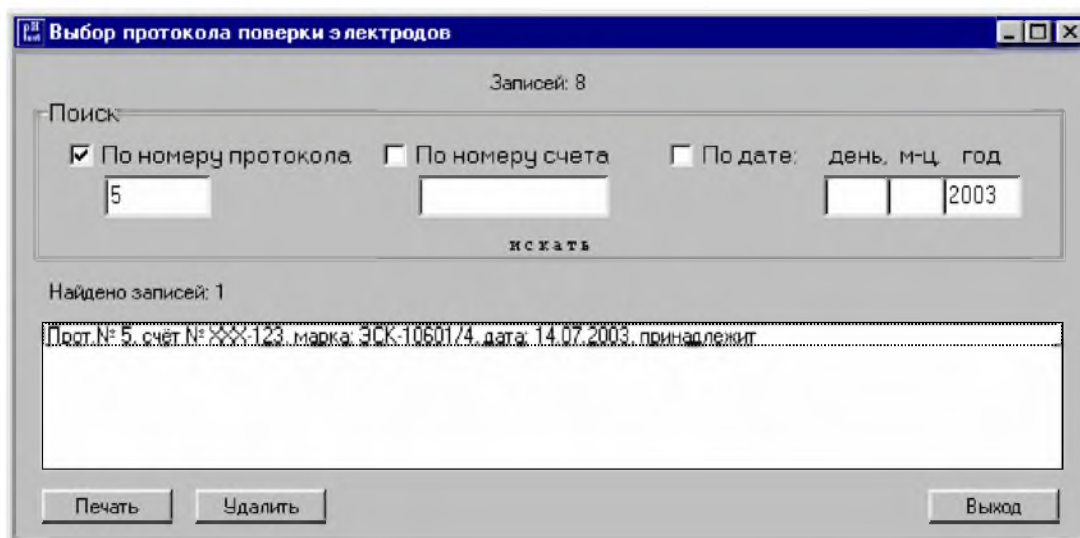 pH test Выбор протокола поверки электродов
Записей: 8
Поиск
По номеру протокола По номеру счета По дате: день, м-ц, год
5 2003
искать
Найдено записей: 1
Прот.№ 5, счёт № XXX-123, марка: ЭСК-10601/4, дата: 14.07.2003, принадлежит
Печать Удалить Выход